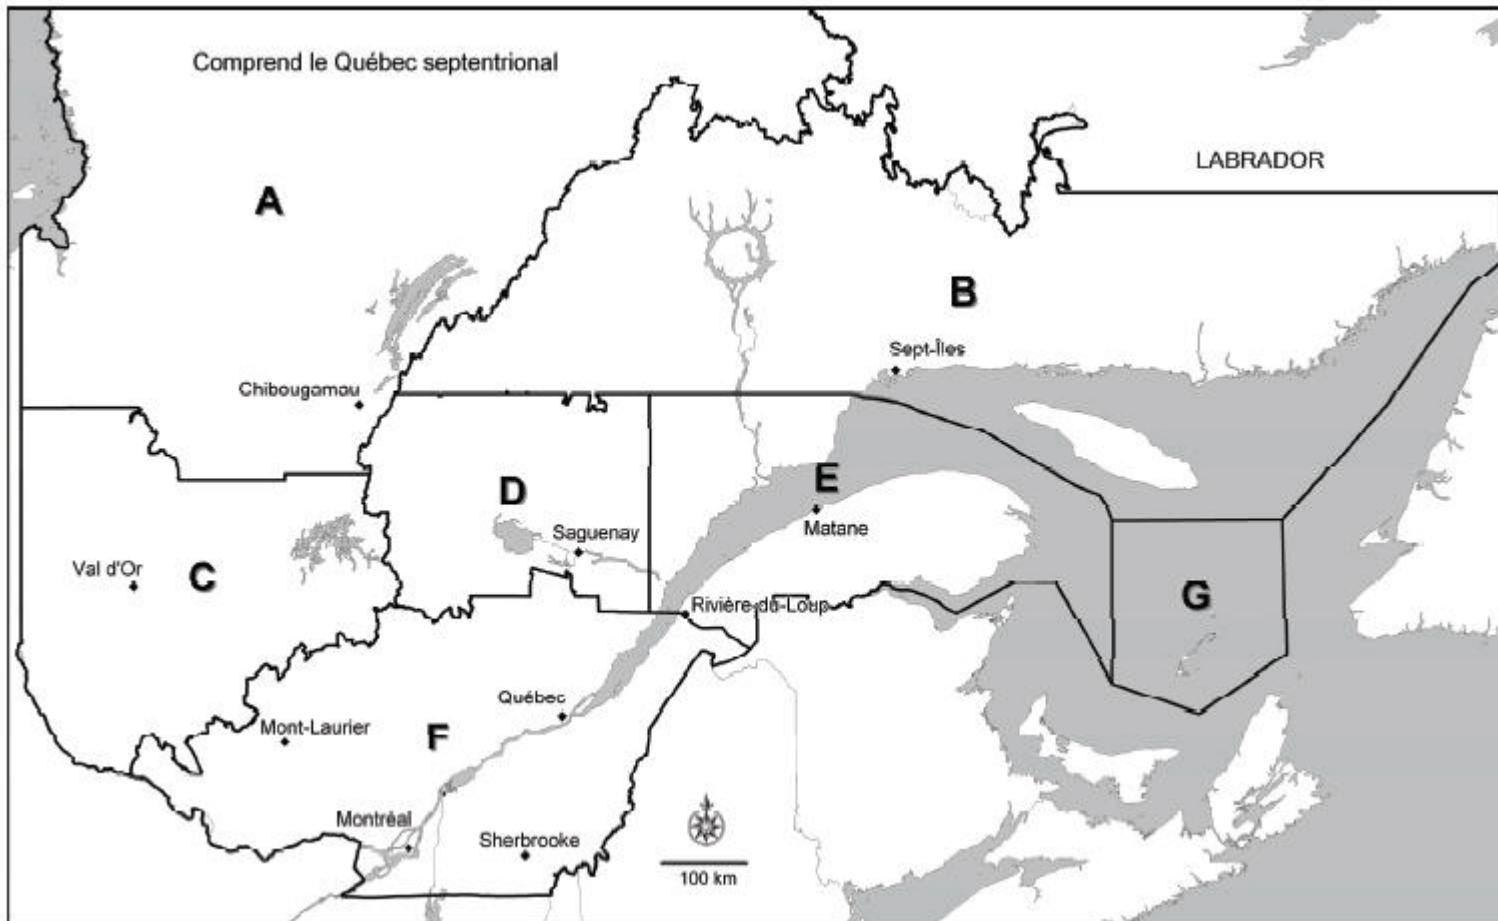 Comprend le Québec septentrional
LABRADOR
A
B
Sept-Îles
Chibougamau
D
E
Saguenay
Matane
Val d'Or
C
G
Rivière-du-Loup
Québec
Mont-Laurier
F
Montréal
Sherbrooke
100 km